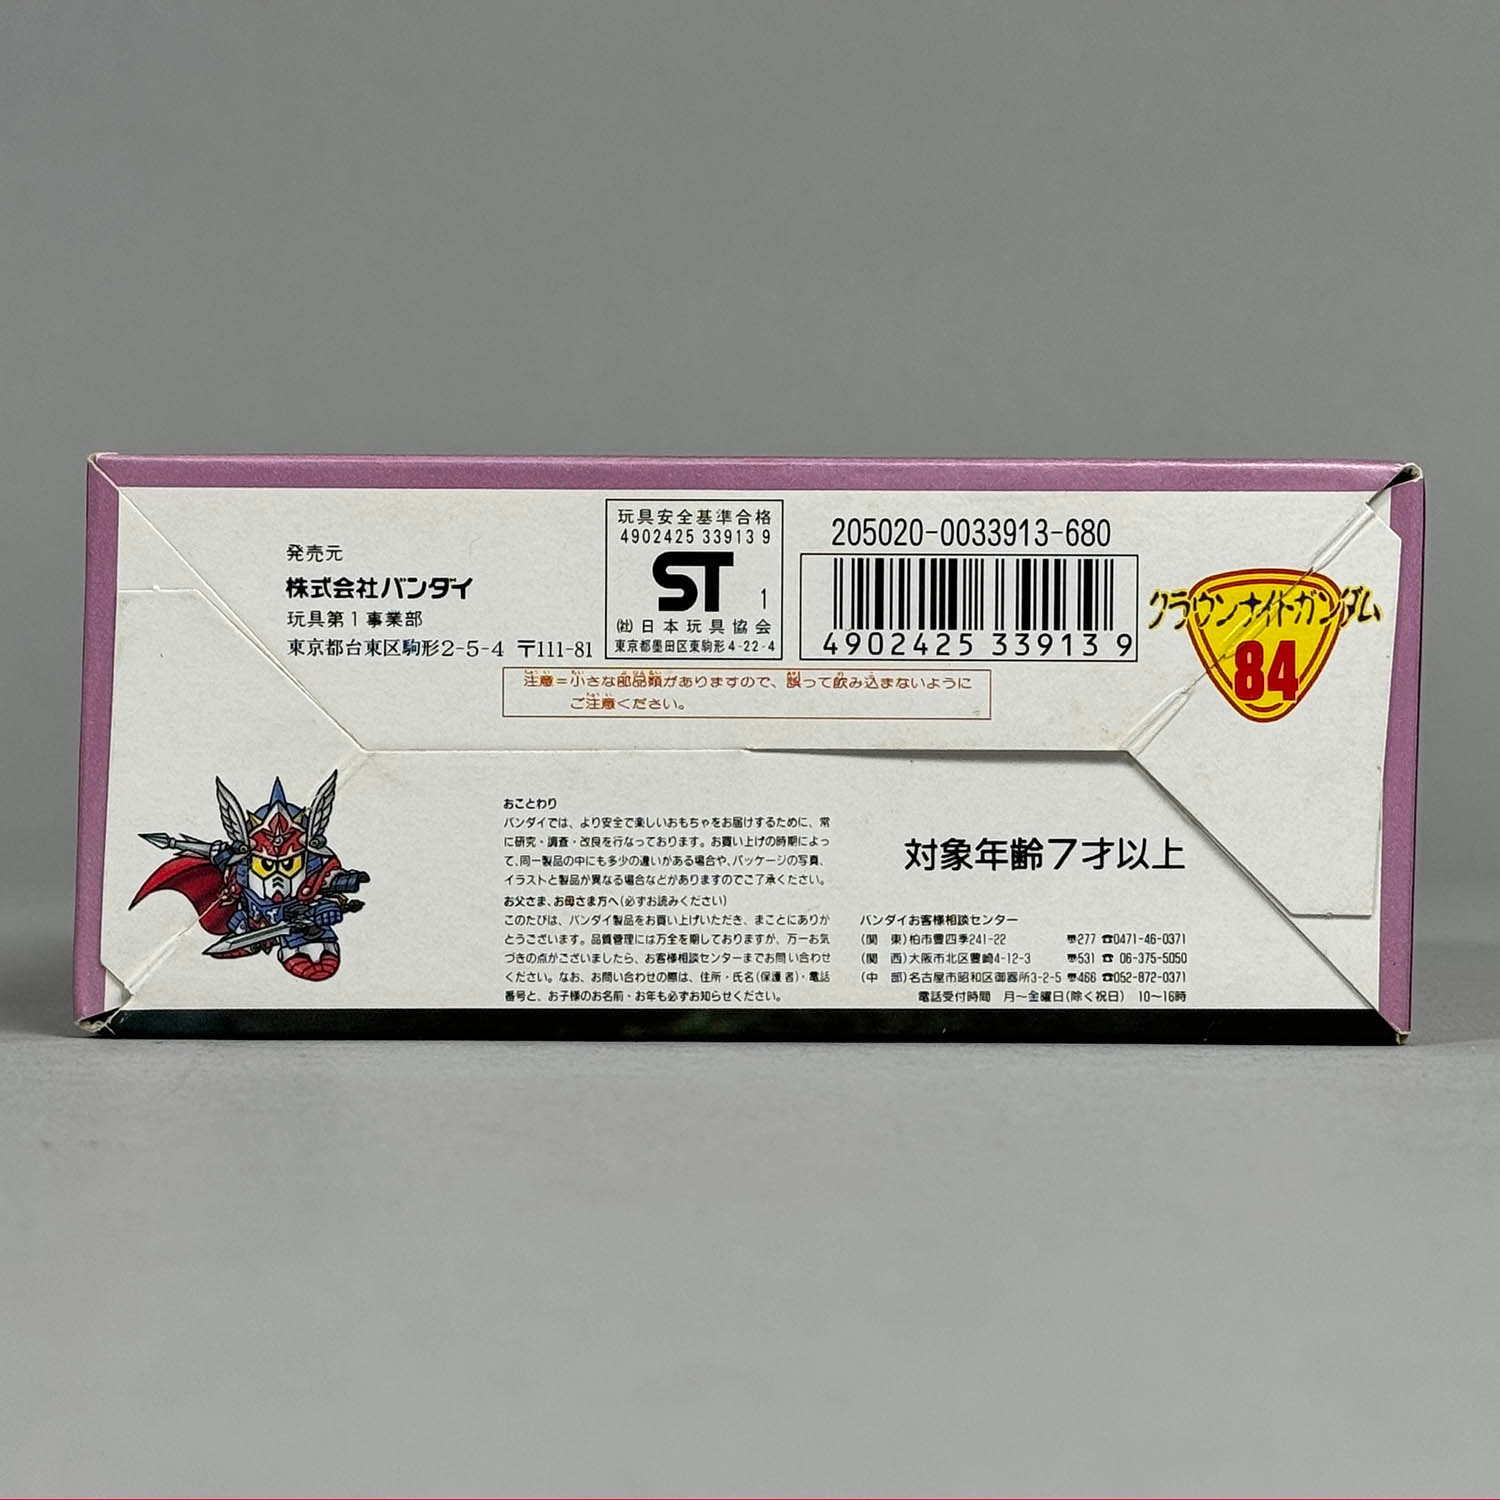 発売元
株式会社バンダイ
玩具第1事業部
東京都台東区駒形2-5-4 〒111-81
玩具安全基準合格
4902425 33913 9
ST 1
(社)日本玩具協会
東京都墨田区東駒形4-22-4
205020-0033913-680
4902425 33913 9
クラウンナイトガンダム
84
注意=小さな部品類がありますので、誤って飲み込まないように
ご注意ください。
おことわり
バンダイでは、より安全で楽しいおもちゃをお届けするために、常
に研究・調査・改良を行なっております。お買い上げの時期によっ
て、同一製品の中にも多少の違いがある場合や、パッケージの写真、
イラストと製品が異なる場合などがありますのでご了承ください。
お父さま、お母さま方へ(必ずお読みください)
このたびは、バンダイ製品をお買い上げいただき、まことにありが
とうございます。品質管理には万全を期しておりますが、万一お気
づきの点がございましたら、お客様相談センターまでお問い合わせ
ください。なお、お問い合わせの際は、住所・氏名(保護者)・電話
番号と、お子様のお名前・お年も必ずお知らせください。
対象年齢7才以上
バンダイお客様相談センター
(関 東)柏市豊四季241-22 〒277 ☎0471-46-0371
(関 西)大阪市北区豊崎4-12-3 〒531 ☎06-375-5050
(中 部)名古屋市昭和区御器所3-2-5 〒466 ☎052-872-0371
電話受付時間 月〜金曜日(除く祝日) 10〜16時